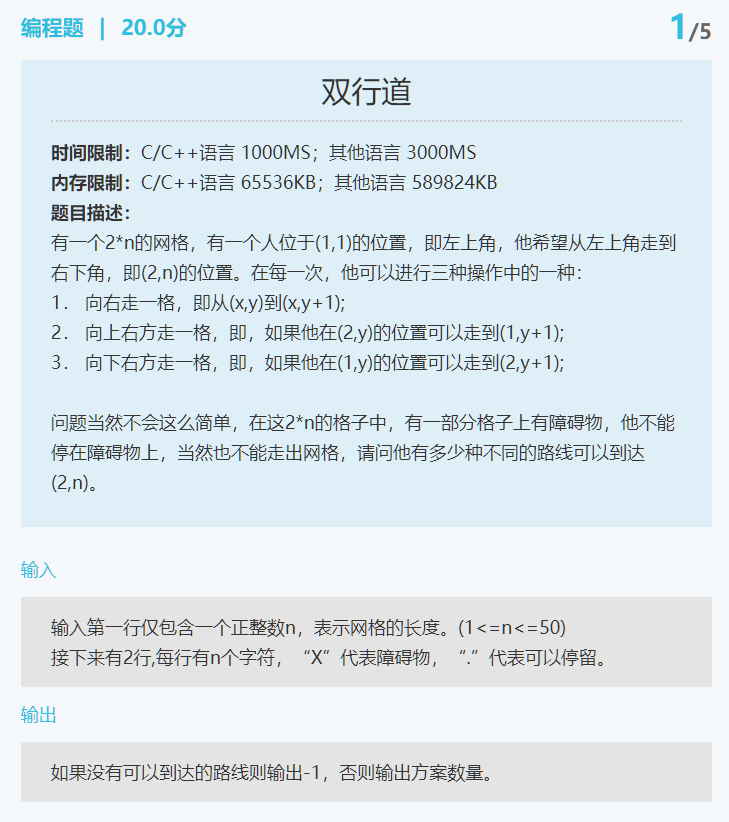 编程题 | 20.0分
1/5
双行道
时间限制：C/C++语言 1000MS；其他语言 3000MS
内存限制：C/C++语言 65536KB；其他语言 589824KB
题目描述：
有一个2*n的网格，有一个人位于(1,1)的位置，即左上角，他希望从左上角走到
右下角，即(2,n)的位置。在每一次，他可以进行三种操作中的一种：
1． 向右走一格，即从(x,y)到(x,y+1);
2． 向上右方走一格，即，如果他在(2,y)的位置可以走到(1,y+1);
3． 向下右方走一格，即，如果他在(1,y)的位置可以走到(2,y+1);
问题当然不会这么简单，在这2*n的格子中，有一部分格子上有障碍物，他不能
停在障碍物上，当然也不能走出网格，请问他有多少种不同的路线可以到达
(2,n)。
输入
输入第一行仅包含一个正整数n，表示网格的长度。(1<=n<=50)
接下来有2行,每行有n个字符，“X”代表障碍物，“.”代表可以停留。
输出
如果没有可以到达的路线则输出-1，否则输出方案数量。